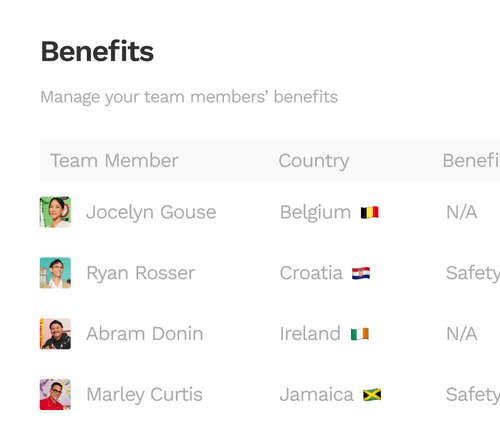 Benefits
Manage your team members’ benefits
Team Member Country Benefi
Jocelyn Gouse Belgium N/A
Ryan Rosser Croatia Safety
Abram Donin Ireland N/A
Marley Curtis Jamaica Safety